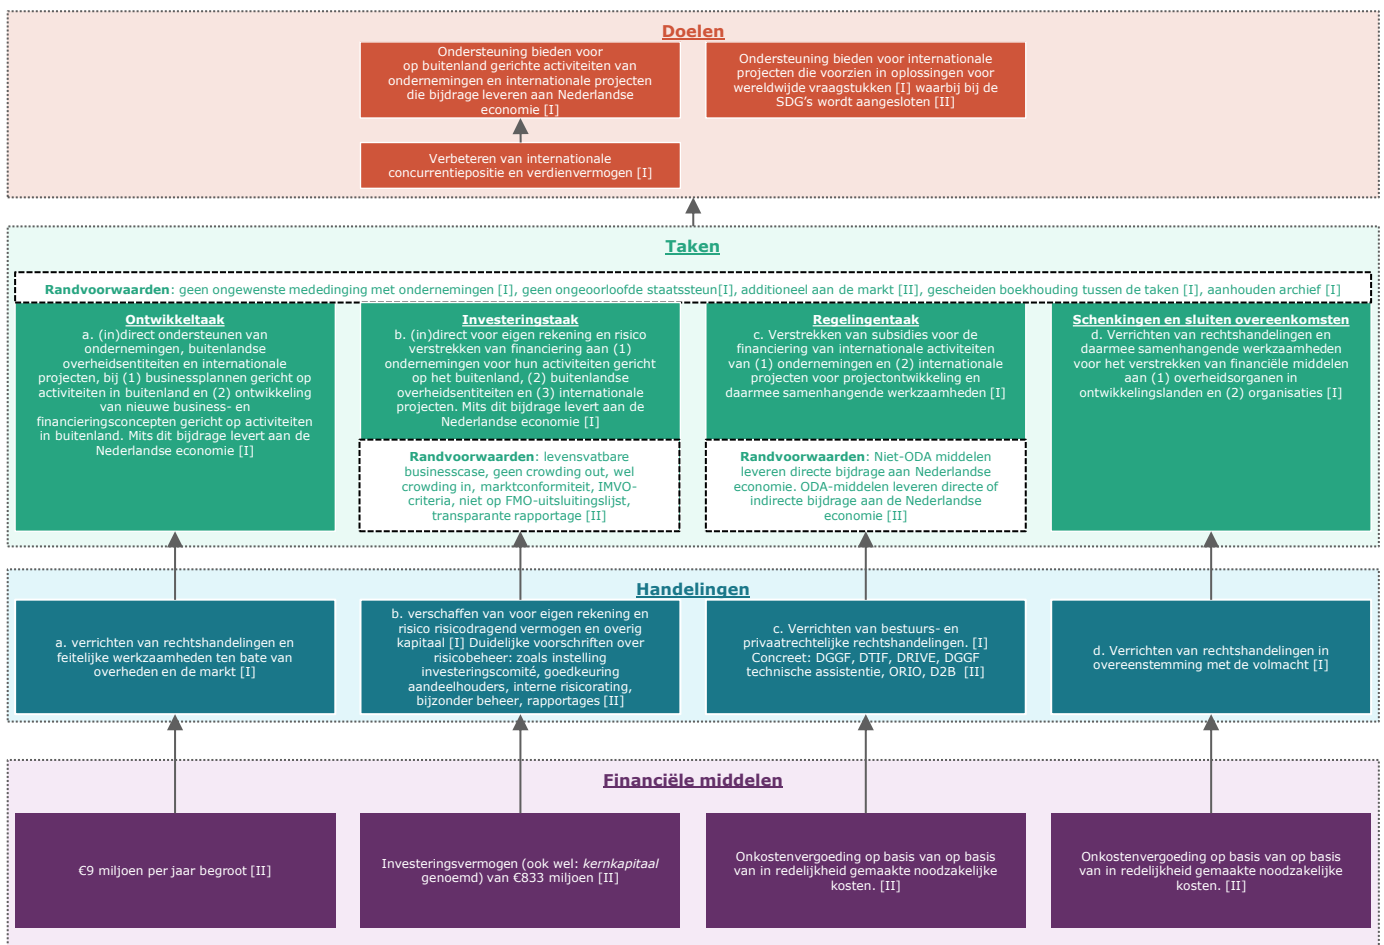 Doelen
Ondersteuning bieden voor
op buitenland gerichte activiteiten van
ondernemingen en internationale projecten
die bijdrage leveren aan Nederlandse
economie [I]
Ondersteuning bieden voor internationale
projecten die voorzien in oplossingen voor
wereldwijde vraagstukken [I] waarbij bij de
SDG's wordt aangesloten [II]
Verbeteren van internationale
concurrentiepositie en verdienvermogen [I]
Taken
Randvoorwaarden: geen ongewenste mededinging met ondernemingen [I], geen ongeoorloofde staatssteun[I], additioneel aan de markt [II], gescheiden boekhouding tussen de taken [I], aanhouden archief [I]
Ontwikkeltaak
a. (in)direct ondersteunen van
ondernemingen, buitenlandse
overheidsentiteiten en internationale
projecten, bij (1) businessplannen gericht op
activiteiten in buitenland en (2) ontwikkeling
van nieuwe business- en
financieringsconcepten gericht op activiteiten
in buitenland. Mits dit bijdrage levert aan de
Nederlandse economie [I]
Investeringstaak
b. (in)direct voor eigen rekening en risico
verstrekken van financiering aan (1)
ondernemingen voor hun activiteiten gericht
op het buitenland, (2) buitenlandse
overheidsentiteiten en (3) internationale
projecten. Mits dit bijdrage levert aan de
Nederlandse economie [I]
Randvoorwaarden: levensvatbare
businesscase, geen crowding out, wel
crowding in, marktconformiteit, IMVO-
criteria, niet op FMO-uitsluitingslijst,
transparante rapportage [II]
Regelingentaak
c. Verstrekken van subsidies voor de
financiering van internationale activiteiten
van (1) ondernemingen en (2) internationale
projecten voor projectontwikkeling en
daarmee samenhangende werkzaamheden [I]
Randvoorwaarden: Niet-ODA middelen
leveren directe bijdrage aan Nederlandse
economie. ODA-middelen leveren directe of
indirecte bijdrage aan de Nederlandse
economie [II]
Schenkingen en sluiten overeenkomsten
d. Verrichten van rechtshandelingen en
daarmee samenhangende werkzaamheden
voor het verstrekken van financiële middelen
aan (1) overheidsorganen in
ontwikkelingslanden en (2) organisaties [I]
Handelingen
a. verrichten van rechtshandelingen en
feitelijke werkzaamheden ten bate van
overheden en de markt [I]
b. verschaffen van voor eigen rekening en
risico risicodragend vermogen en overig
kapitaal [I] Duidelijke voorschriften over
risicobeheer: zoals instelling
investeringscomité, goedkeuring
aandeelhouders, interne risicorating,
bijzonder beheer, rapportages [II]
c. Verrichten van bestuurs- en
privaatrechtelijke rechtshandelingen. [I]
Concreet: DGGF, DTIF, DRIVE, DGGF
technische assistentie, ORIO, D2B [II]
d. Verrichten van rechtshandelingen in
overeenstemming met de volmacht [I]
Financiële middelen
€9 miljoen per jaar begroot [II]
Investeringsvermogen (ook wel: kernkapitaal
genoemd) van €833 miljoen [II]
Onkostenvergoeding op basis van op basis
van in redelijkheid gemaakte noodzakelijke
kosten. [II]
Onkostenvergoeding op basis van op basis
van in redelijkheid gemaakte noodzakelijke
kosten. [II]